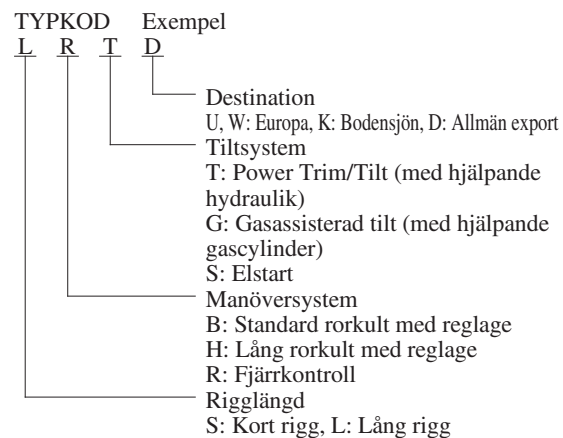 TYPKOD Exempel
L R T D
Destination
U, W: Europa, K: Bodensjön, D: Allmän export
Tiltsystem
T: Power Trim/Tilt (med hjälpande
hydraulik)
G: Gasassisterad tilt (med hjälpande
gascylinder)
S: Elstart
Manöversystem
B: Standard rorkult med reglage
H: Lång rorkult med reglage
R: Fjärrkontroll
Rigglängd
S: Kort rigg, L: Lång rigg